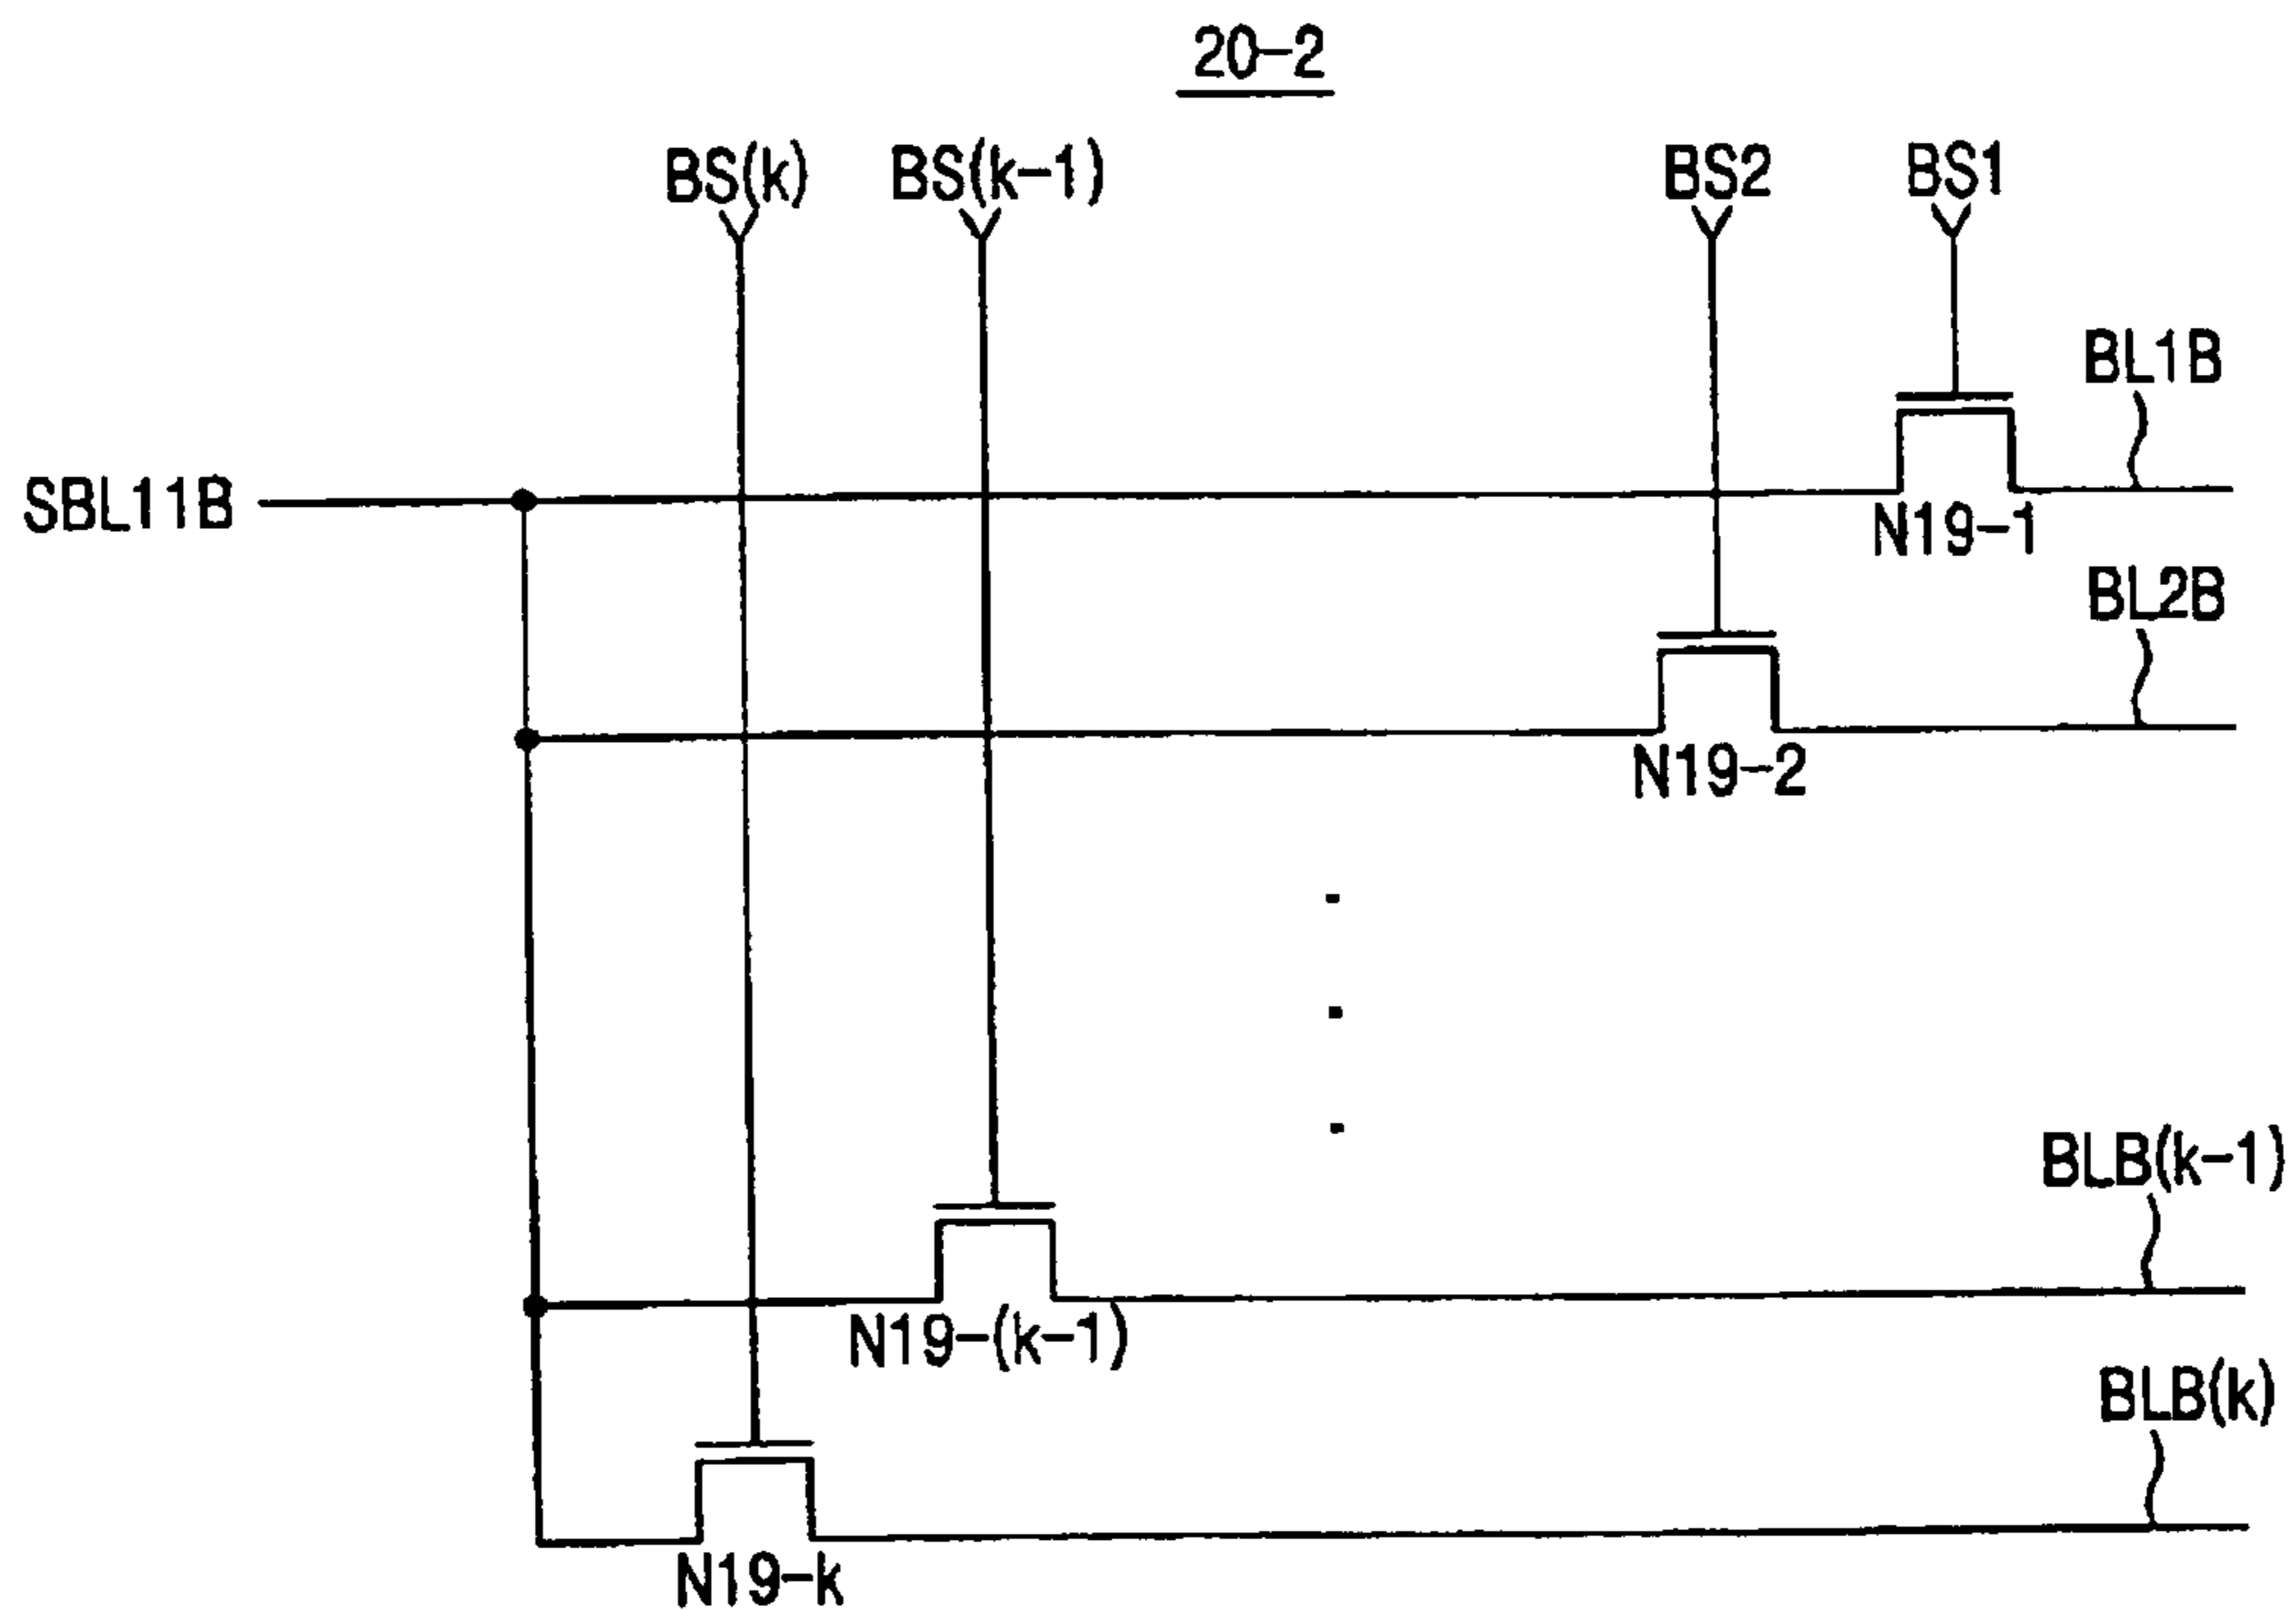 20-2
BS(k) BS(k-1) BS2 BS1
BL1B
SBL11B
N19-1
BL2B
N19-2
BLB(k-1)
N19-(k-1)
BLB(k)
N19-k